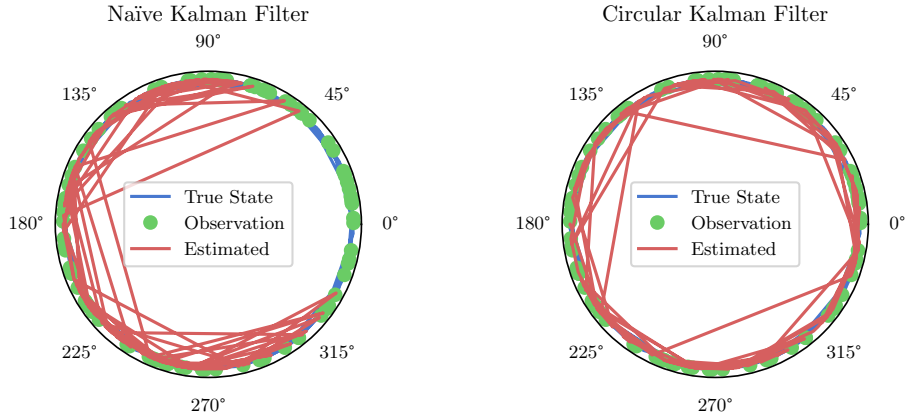 Naïve Kalman Filter
90°
135°
45°
True State
180°
Observation
0°
Estimated
225°
315°
270°
Circular Kalman Filter
90°
135°
45°
True State
180°
Observation
0°
Estimated
225°
315°
270°